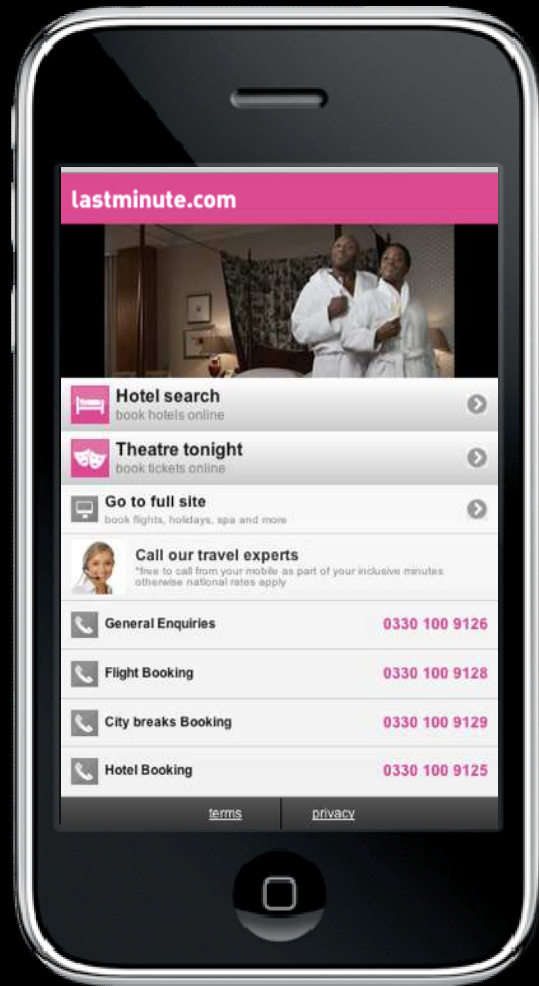 lastminute.com
Hotel search
book hotels online
Theatre tonight
book tickets online
Go to full site
book flights, holidays, spa and more
Call our travel experts
*free to call from your mobile as part of your inclusive minutes
otherwise national rates apply
General Enquiries 0330 100 9126
Flight Booking 0330 100 9128
City breaks Booking 0330 100 9129
Hotel Booking 0330 100 9125
terms privacy